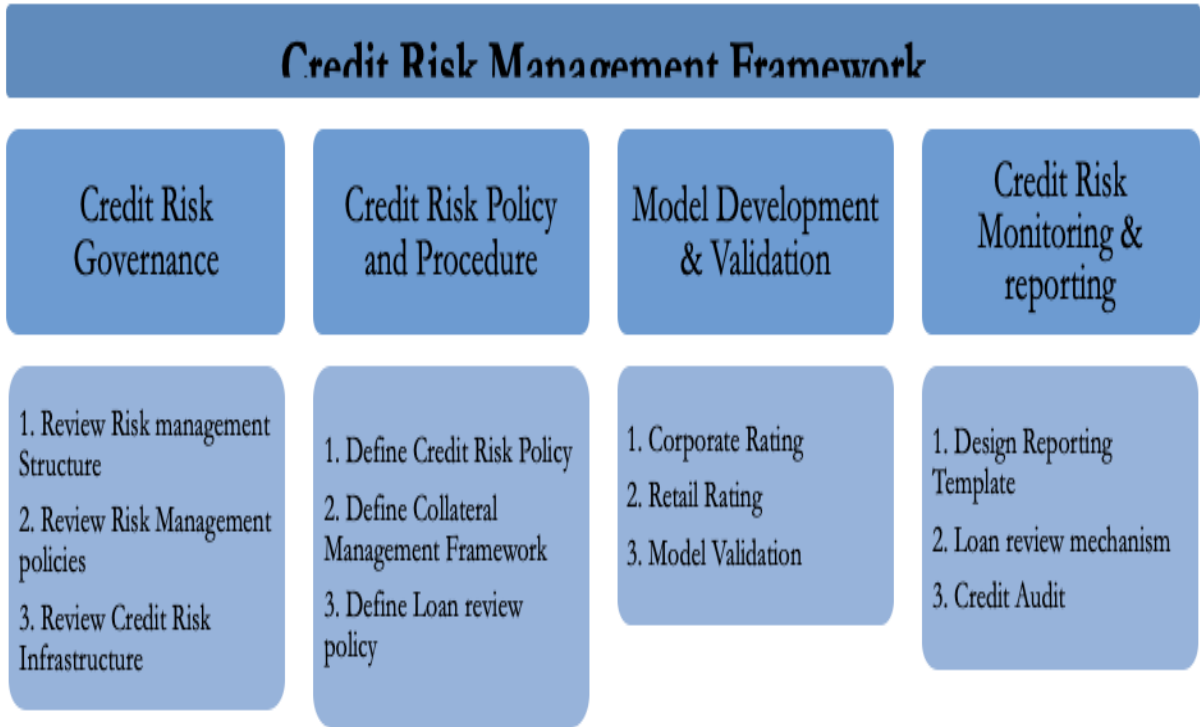 Credit Risk Management Framework
Credit Risk
Governance
Credit Risk Policy
and Procedure
Model Development
& Validation
Credit Risk
Monitoring &
reporting
1. Review Risk management
Structure
2. Review Risk Management
policies
3. Review Credit Risk
Infrastructure
1. Define Credit Risk Policy
2. Define Collateral
Management Framework
3. Define Loan review
policy
1. Corporate Rating
2. Retail Rating
3. Model Validation
1. Design Reporting
Template
2. Loan review mechanism
3. Credit Audit